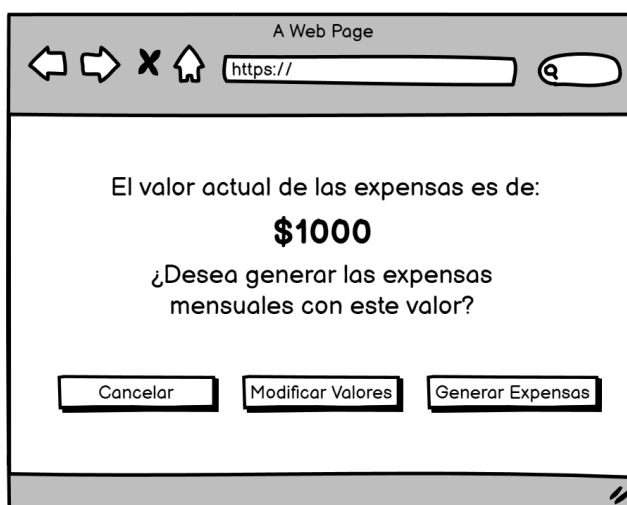 A Web Page
https://
El valor actual de las expensas es de:
$1000
¿Desea generar las expensas
mensuales con este valor?
Cancelar
Modificar Valores
Generar Expensas